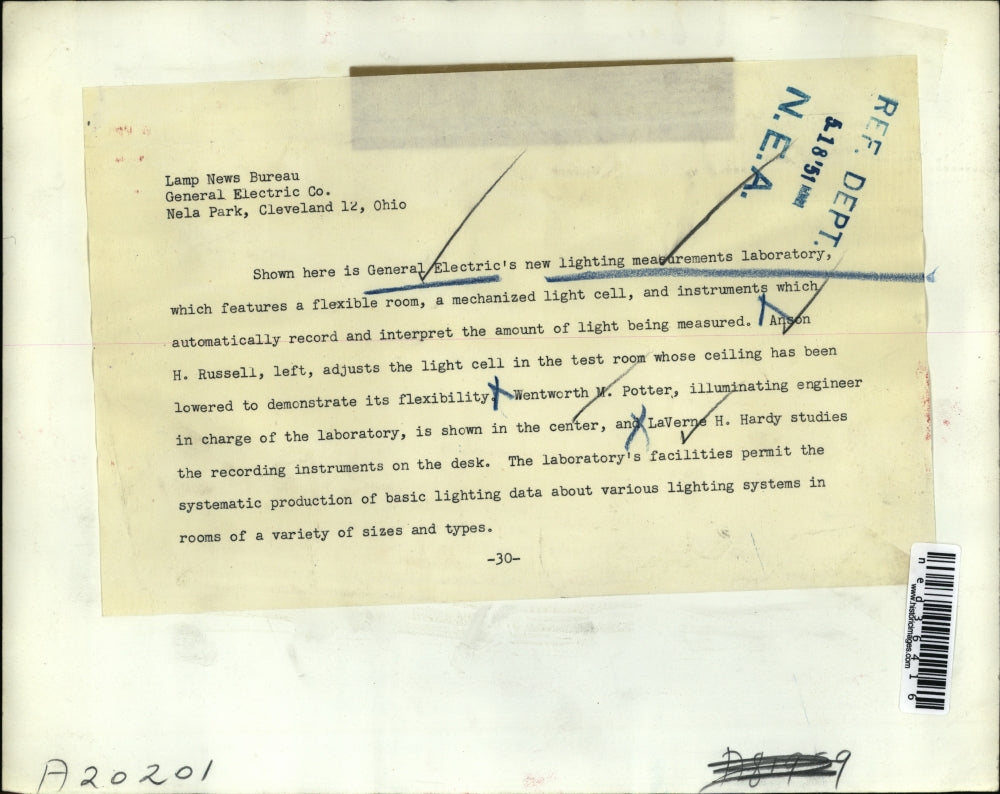 REF. DEPT.
18 '51
N.E.A.
Lamp News Bureau
General Electric Co.
Nela Park, Cleveland 12, Ohio
Shown here is General Electric's new lighting measurements laboratory,
which features a flexible room, a mechanized light cell, and instruments which
automatically record and interpret the amount of light being measured. Anson
H. Russell, left, adjusts the light cell in the test room whose ceiling has been
lowered to demonstrate its flexibility. Wentworth M. Potter, illuminating engineer
in charge of the laboratory, is shown in the center, and LaVerne H. Hardy studies
the recording instruments on the desk. The laboratory's facilities permit the
systematic production of basic lighting data about various lighting systems in
rooms of a variety of sizes and types.
-30-
ned36416
www.historicimages.com
A20201